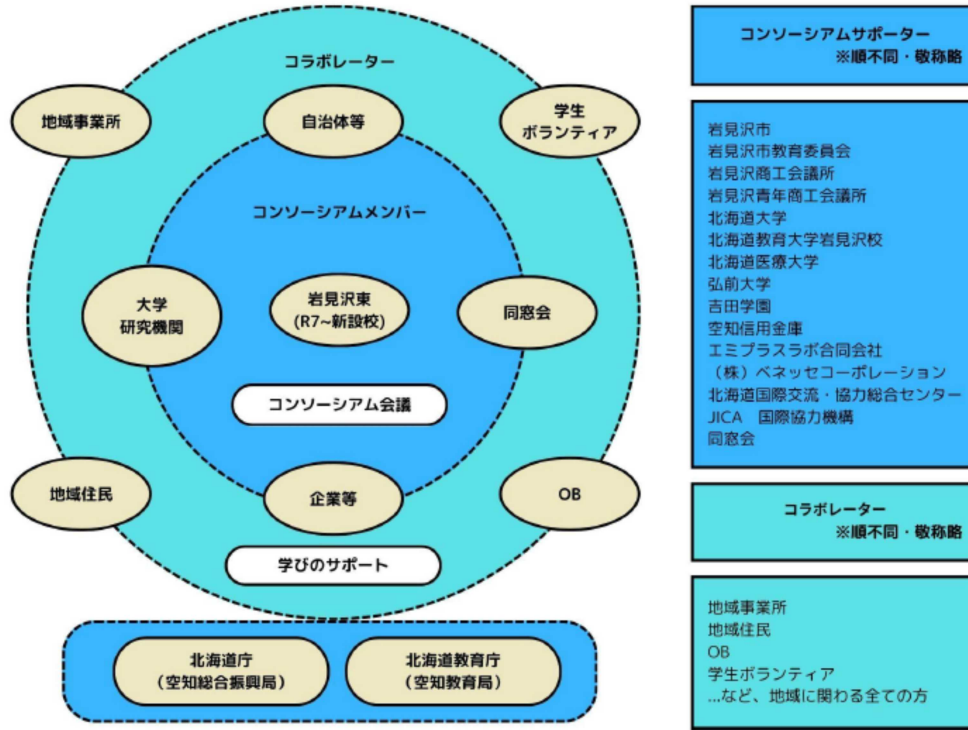 コラボレーター
地域事業所
自治体等
学生
ボランティア
コンソーシアムメンバー
大学
研究機関
岩見沢東
(R7~新設校)
同窓会
コンソーシアム会議
地域住民
企業等
OB
学びのサポート
北海道庁
（空知総合振興局）
北海道教育庁
（空知教育局）
コンソーシアムサポーター
※順不同・敬称略
岩見沢市
岩見沢市教育委員会
岩見沢商工会議所
岩見沢青年商工会議所
北海道大学
北海道教育大学岩見沢校
北海道医療大学
弘前大学
吉田学園
空知信用金庫
エミプラスラボ合同会社
（株）ベネッセコーポレーション
北海道国際交流・協力総合センター
JICA　国際協力機構
同窓会
コラボレーター
※順不同・敬称略
地域事業所
地域住民
OB
学生ボランティア
...など、地域に関わる全ての方